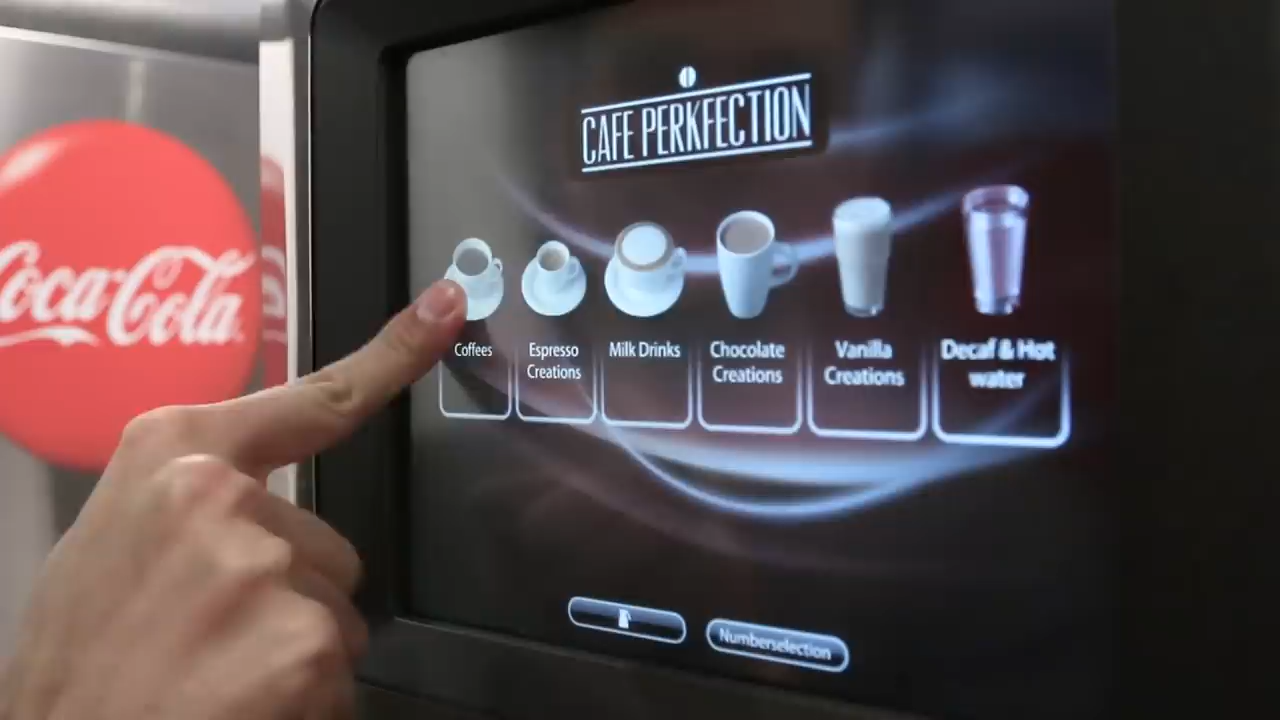 Coca-Cola
CAFE PERKFECTION
Coffees
Espresso
Creations
Milk Drinks
Chocolate
Creations
Vanilla
Creations
Decaf & Hot
water
Numberselection